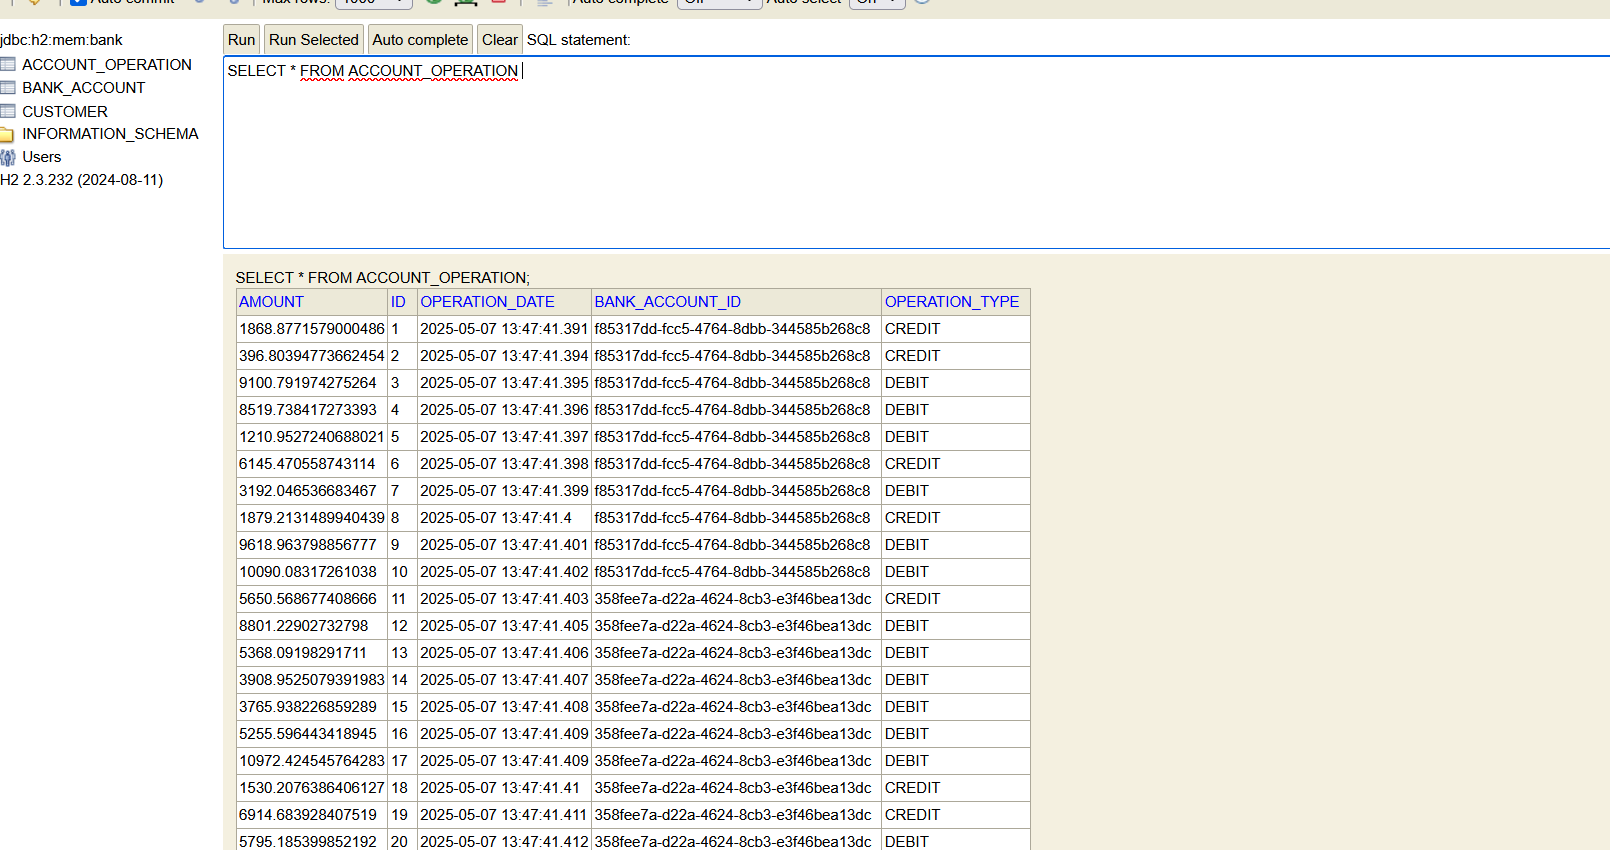 Auto commit Max rows: 1000 Auto complete Off Auto select On
jdbc:h2:mem:bank
ACCOUNT_OPERATION
BANK_ACCOUNT
CUSTOMER
INFORMATION_SCHEMA
Users
H2 2.3.232 (2024-08-11)
Run Run Selected Auto complete Clear SQL statement:
SELECT * FROM ACCOUNT_OPERATION
SELECT * FROM ACCOUNT_OPERATION;
AMOUNT ID OPERATION_DATE BANK_ACCOUNT_ID OPERATION_TYPE
1868.8771579000486 1 2025-05-07 13:47:41.391 f85317dd-fcc5-4764-8dbb-344585b268c8 CREDIT
396.80394773662454 2 2025-05-07 13:47:41.394 f85317dd-fcc5-4764-8dbb-344585b268c8 CREDIT
9100.791974275264 3 2025-05-07 13:47:41.395 f85317dd-fcc5-4764-8dbb-344585b268c8 DEBIT
8519.738417273393 4 2025-05-07 13:47:41.396 f85317dd-fcc5-4764-8dbb-344585b268c8 DEBIT
1210.9527240688021 5 2025-05-07 13:47:41.397 f85317dd-fcc5-4764-8dbb-344585b268c8 DEBIT
6145.470558743114 6 2025-05-07 13:47:41.398 f85317dd-fcc5-4764-8dbb-344585b268c8 CREDIT
3192.046536683467 7 2025-05-07 13:47:41.399 f85317dd-fcc5-4764-8dbb-344585b268c8 DEBIT
1879.2131489940439 8 2025-05-07 13:47:41.4 f85317dd-fcc5-4764-8dbb-344585b268c8 CREDIT
9618.963798856777 9 2025-05-07 13:47:41.401 f85317dd-fcc5-4764-8dbb-344585b268c8 DEBIT
10090.08317261038 10 2025-05-07 13:47:41.402 f85317dd-fcc5-4764-8dbb-344585b268c8 DEBIT
5650.568677408666 11 2025-05-07 13:47:41.403 358fee7a-d22a-4624-8cb3-e3f46bea13dc CREDIT
8801.22902732798 12 2025-05-07 13:47:41.405 358fee7a-d22a-4624-8cb3-e3f46bea13dc DEBIT
5368.09198291711 13 2025-05-07 13:47:41.406 358fee7a-d22a-4624-8cb3-e3f46bea13dc DEBIT
3908.9525079391983 14 2025-05-07 13:47:41.407 358fee7a-d22a-4624-8cb3-e3f46bea13dc DEBIT
3765.938226859289 15 2025-05-07 13:47:41.408 358fee7a-d22a-4624-8cb3-e3f46bea13dc DEBIT
5255.596443418945 16 2025-05-07 13:47:41.409 358fee7a-d22a-4624-8cb3-e3f46bea13dc DEBIT
10972.424545764283 17 2025-05-07 13:47:41.409 358fee7a-d22a-4624-8cb3-e3f46bea13dc DEBIT
1530.2076386406127 18 2025-05-07 13:47:41.41 358fee7a-d22a-4624-8cb3-e3f46bea13dc CREDIT
6914.683928407519 19 2025-05-07 13:47:41.411 358fee7a-d22a-4624-8cb3-e3f46bea13dc CREDIT
5795.185399852192 20 2025-05-07 13:47:41.412 358fee7a-d22a-4624-8cb3-e3f46bea13dc DEBIT